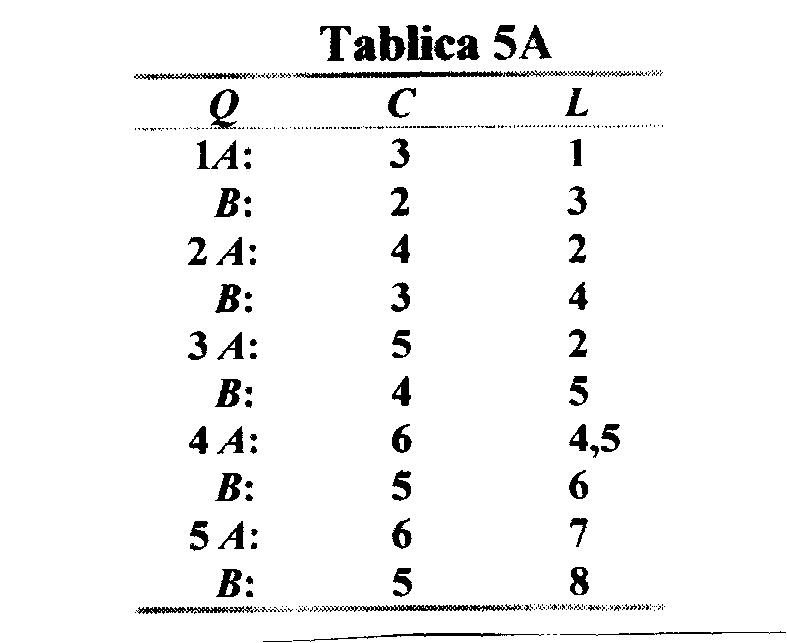 Tablica 5A
Q C L
1A: 3 1
B: 2 3
2 A: 4 2
B: 3 4
3 A: 5 2
B: 4 5
4 A: 6 4,5
B: 5 6
5 A: 6 7
B: 5 8